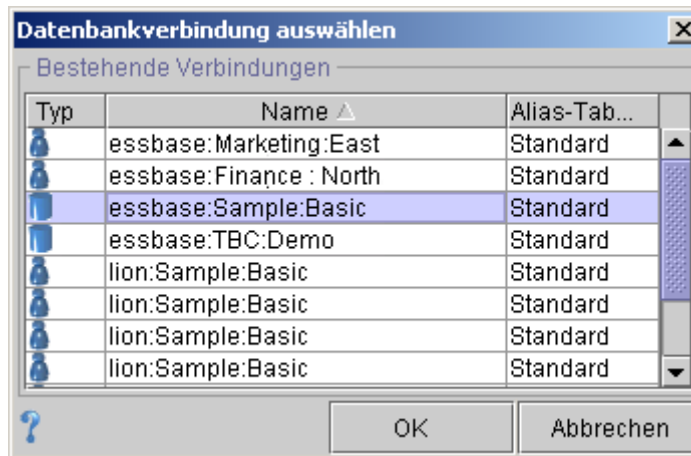 Datenbankverbindung auswählen
Bestehende Verbindungen
Typ Name Alias-Tab...
essbase:Marketing:East Standard
essbase:Finance : North Standard
essbase:Sample:Basic Standard
essbase:TBC:Demo Standard
lion:Sample:Basic Standard
lion:Sample:Basic Standard
lion:Sample:Basic Standard
lion:Sample:Basic Standard
? OK Abbrechen